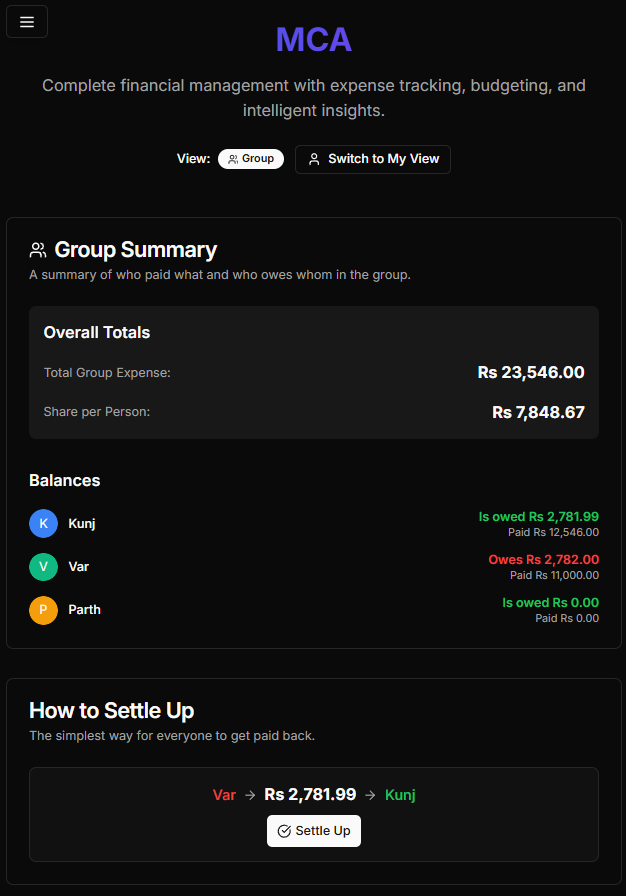 MCA
Complete financial management with expense tracking, budgeting, and
intelligent insights.
View: Group Switch to My View
Group Summary
A summary of who paid what and who owes whom in the group.
Overall Totals
Total Group Expense: Rs 23,546.00
Share per Person: Rs 7,848.67
Balances
K Kunj Is owed Rs 2,781.99
Paid Rs 12,546.00
V Var Owes Rs 2,782.00
Paid Rs 11,000.00
P Parth Is owed Rs 0.00
Paid Rs 0.00
How to Settle Up
The simplest way for everyone to get paid back.
Var → Rs 2,781.99 → Kunj
Settle Up